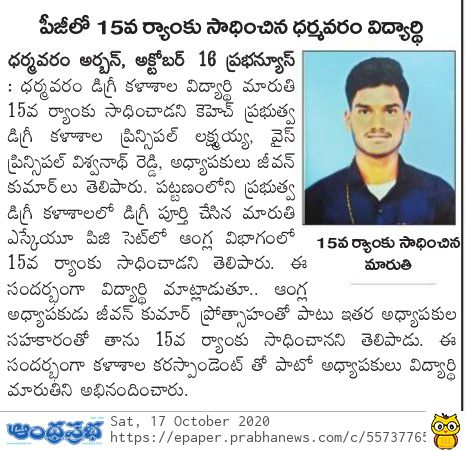 పీజీలో 15వ ర్యాంకు సాధించిన ధర్మవరం విద్యార్థి
ధర్మవరం అర్బన్, అక్టోబర్ 16 ప్రభన్యూస్
: ధర్మవరం డిగ్రీ కళాశాల విద్యార్థి మారుతి
15వ ర్యాంకు సాధించాడని కెహెచ్ ప్రభుత్వ
డిగ్రీ కళాశాల ప్రిన్సిపల్ లక్ష్మయ్య, వైస్
ప్రిన్సిపల్ విశ్వనాథ్ రెడ్డి, అధ్యాపకులు జీవన్
కుమార్‌లు తెలిపారు. పట్టణంలోని ప్రభుత్వ
డిగ్రీ కళాశాలలో డిగ్రీ పూర్తి చేసిన మారుతి
ఎస్కేయూ పిజి సెట్‌లో ఆంగ్ల విభాగంలో
15వ ర్యాంకు సాధించాడని తెలిపారు. ఈ
సందర్భంగా విద్యార్థి మాట్లాడుతూ.. ఆంగ్ల
అధ్యాపకుడు జీవన్ కుమార్ ప్రోత్సాహంతో పాటు ఇతర అధ్యాపకుల
సహకారంతో తాను 15వ ర్యాంకు సాధించానని తెలిపాడు. ఈ
సందర్భంగా కళాశాల కరస్పాండెంట్ తో పాటో అధ్యాపకులు విద్యార్థి
మారుతిని అభినందించారు.
15వ ర్యాంకు సాధించిన
మారుతి
ఆంధ్రప్రభ
Sat, 17 October 2020
https://epaper.prabhanews.com/c/55737765